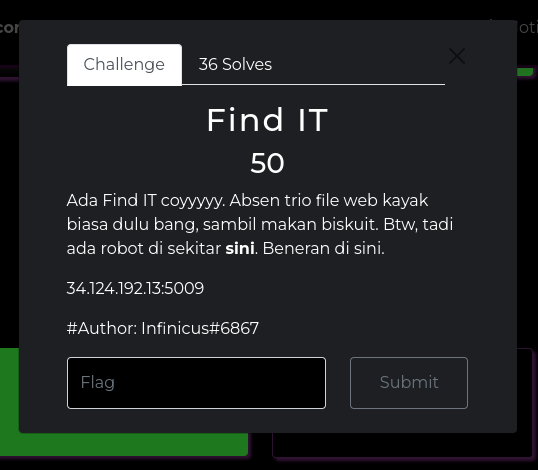 Challenge
36 Solves
Find IT
50
Ada Find IT coyyyyy. Absen trio file web kayak
biasa dulu bang, sambil makan biskuit. Btw, tadi
ada robot di sekitar sini. Beneran di sini.
34.124.192.13:5009
#Author: Infinicus#6867
Flag
Submit